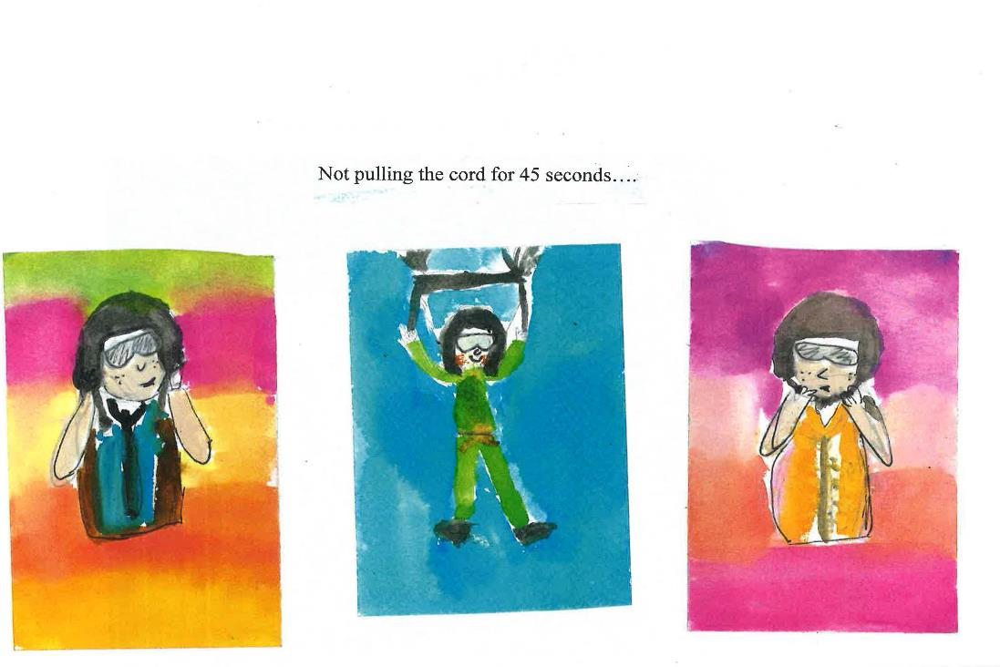 Not pulling the cord for 45 seconds….